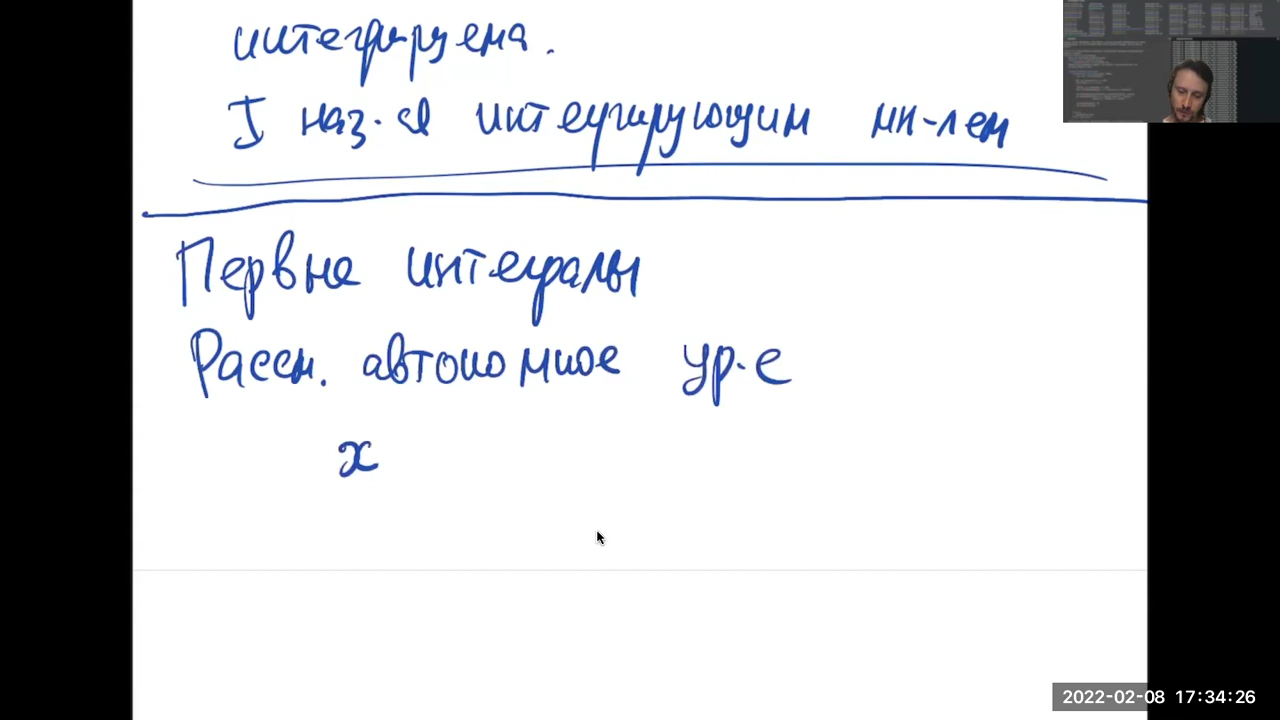 интегрируема.
I наз-ся интегрирующим мн-лем
Первые интегралы
Рассм. автономное ур-е
x
2022-02-08 17:34:26